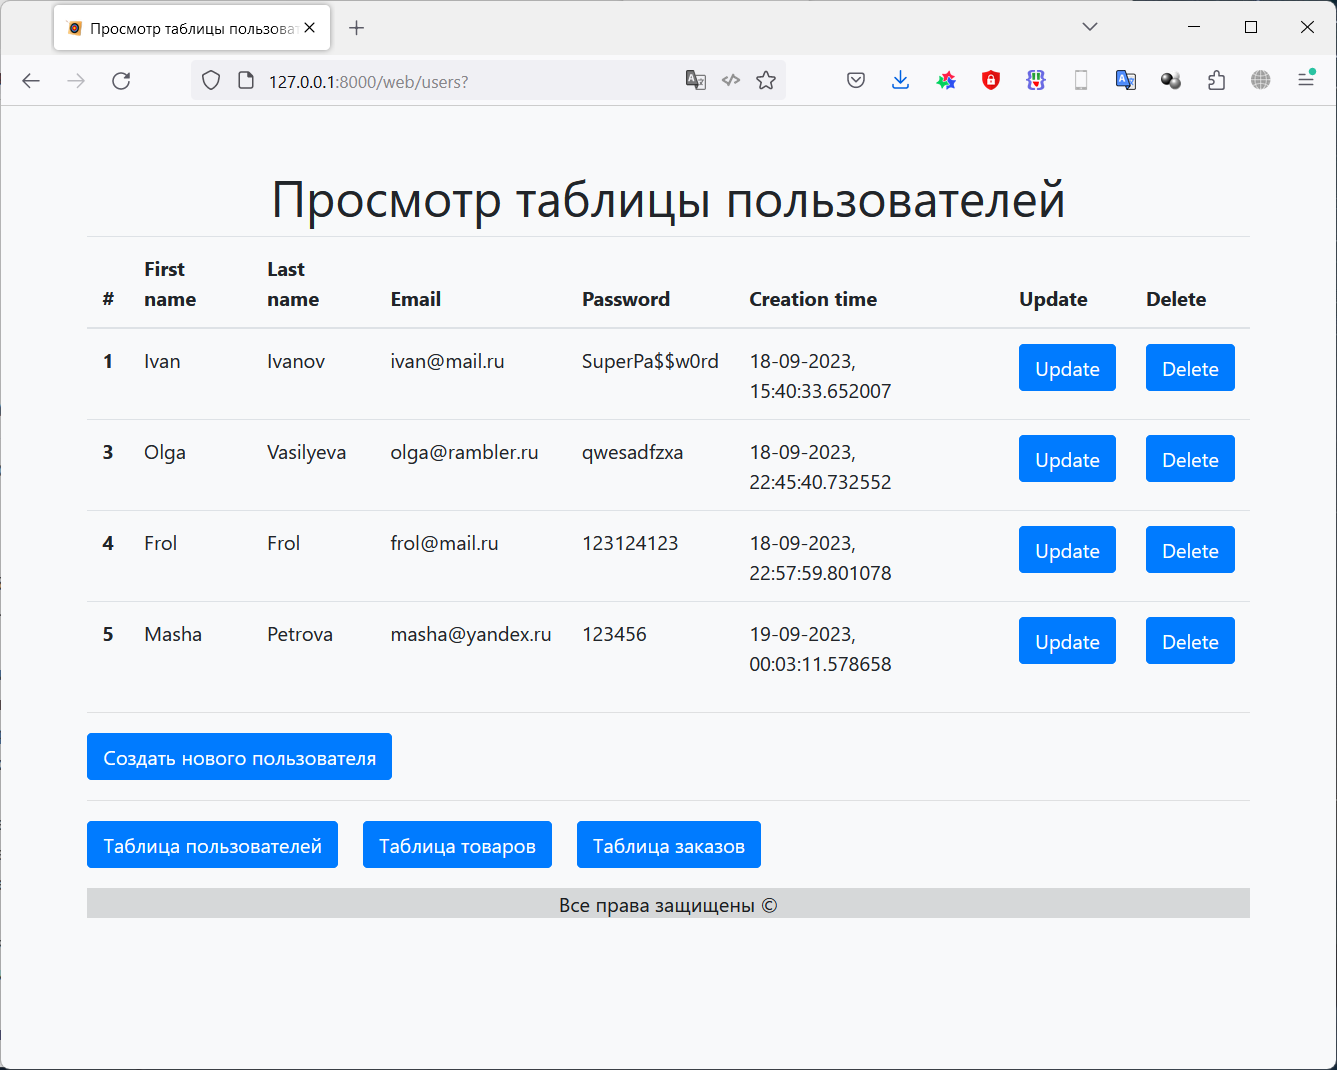 Просмотр таблицы пользоват
127.0.0.1:8000/web/users?
Просмотр таблицы пользователей
# First name Last name Email Password Creation time Update Delete
1 Ivan Ivanov ivan@mail.ru SuperPa$$w0rd 18-09-2023, Update Delete
15:40:33.652007
3 Olga Vasilyeva olga@rambler.ru qwesadfzxa 18-09-2023, Update Delete
22:45:40.732552
4 Frol Frol frol@mail.ru 123124123 18-09-2023, Update Delete
22:57:59.801078
5 Masha Petrova masha@yandex.ru 123456 19-09-2023, Update Delete
00:03:11.578658
Создать нового пользователя
Таблица пользователей Таблица товаров Таблица заказов
Все права защищены ©